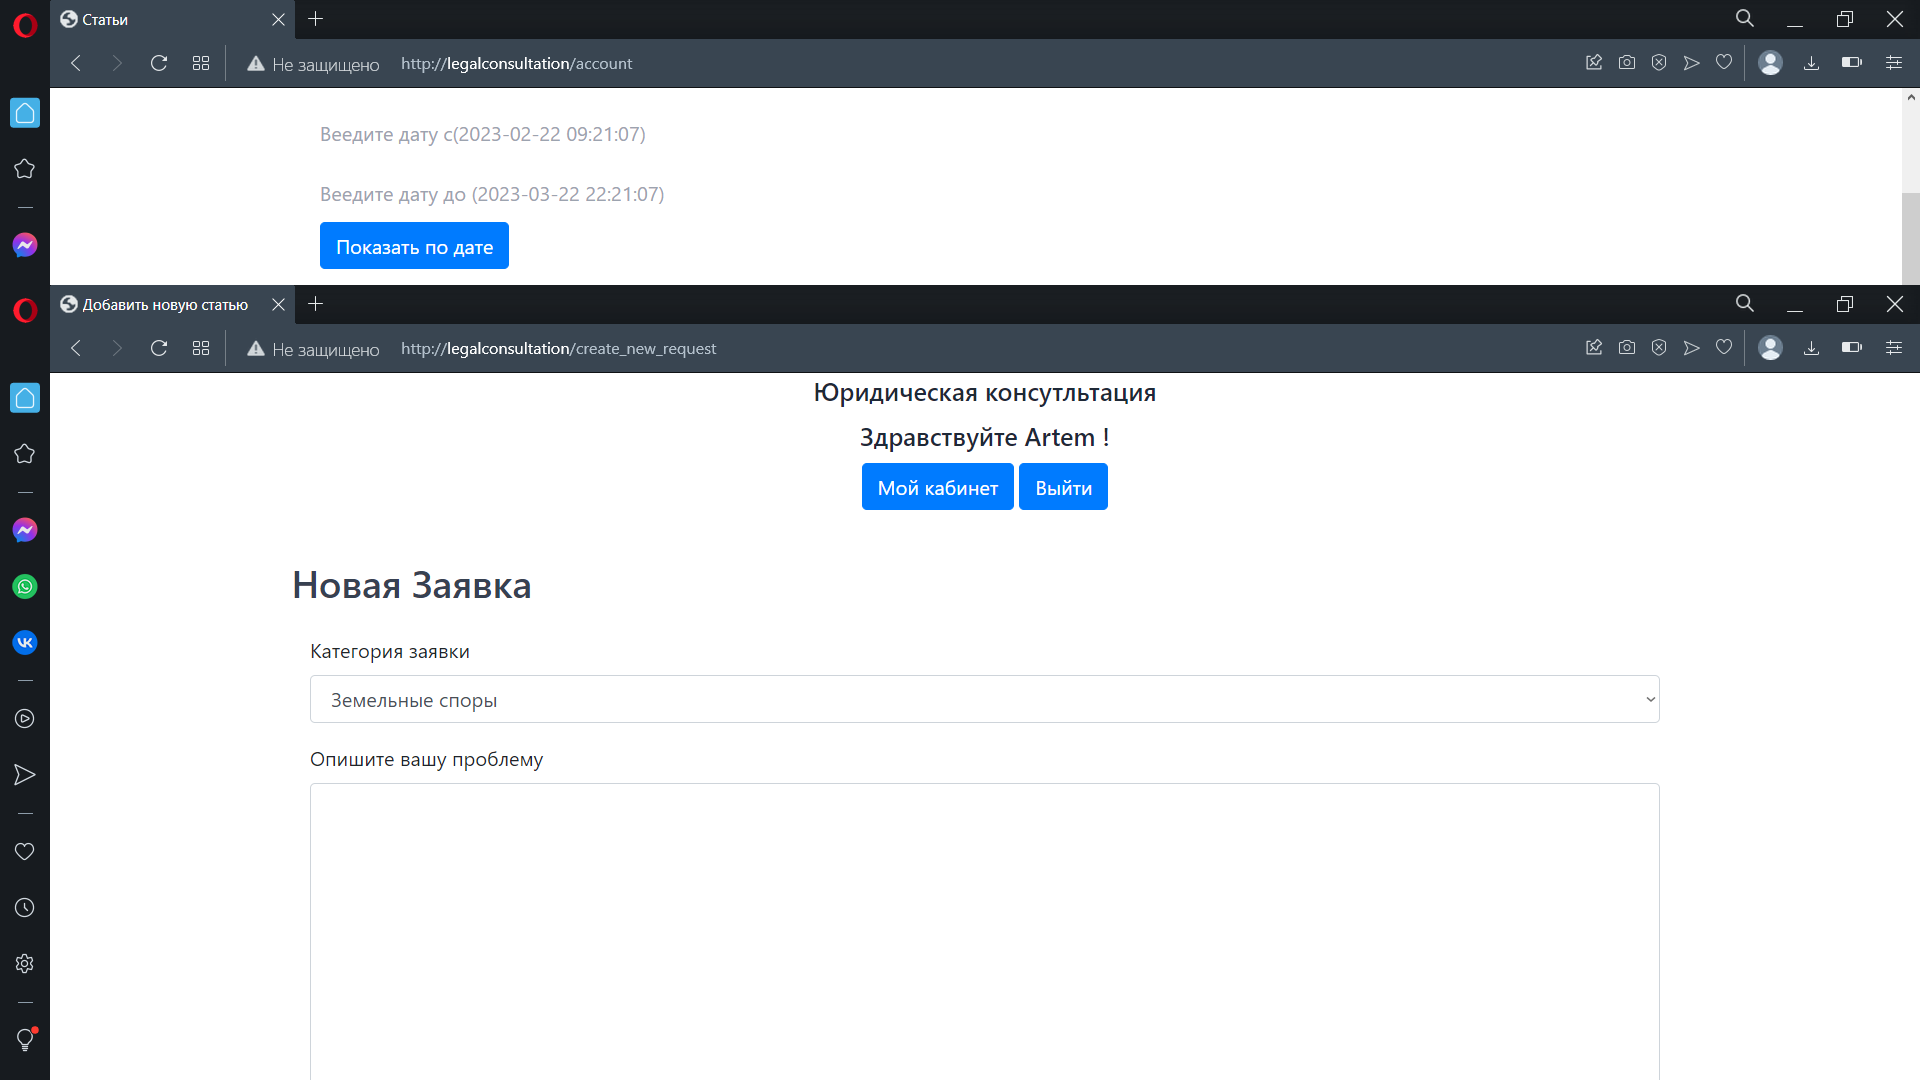 Статьи
Не защищено http://legalconsultation/account
Веедите дату с(2023-02-22 09:21:07)
Веедите дату до (2023-03-22 22:21:07)
Показать по дате
Добавить новую статью
Не защищено http://legalconsultation/create_new_request
Юридическая консутльтация
Здравствуйте Artem !
Мой кабинет Выйти
Новая Заявка
Категория заявки
Земельные споры
Опишите вашу проблему